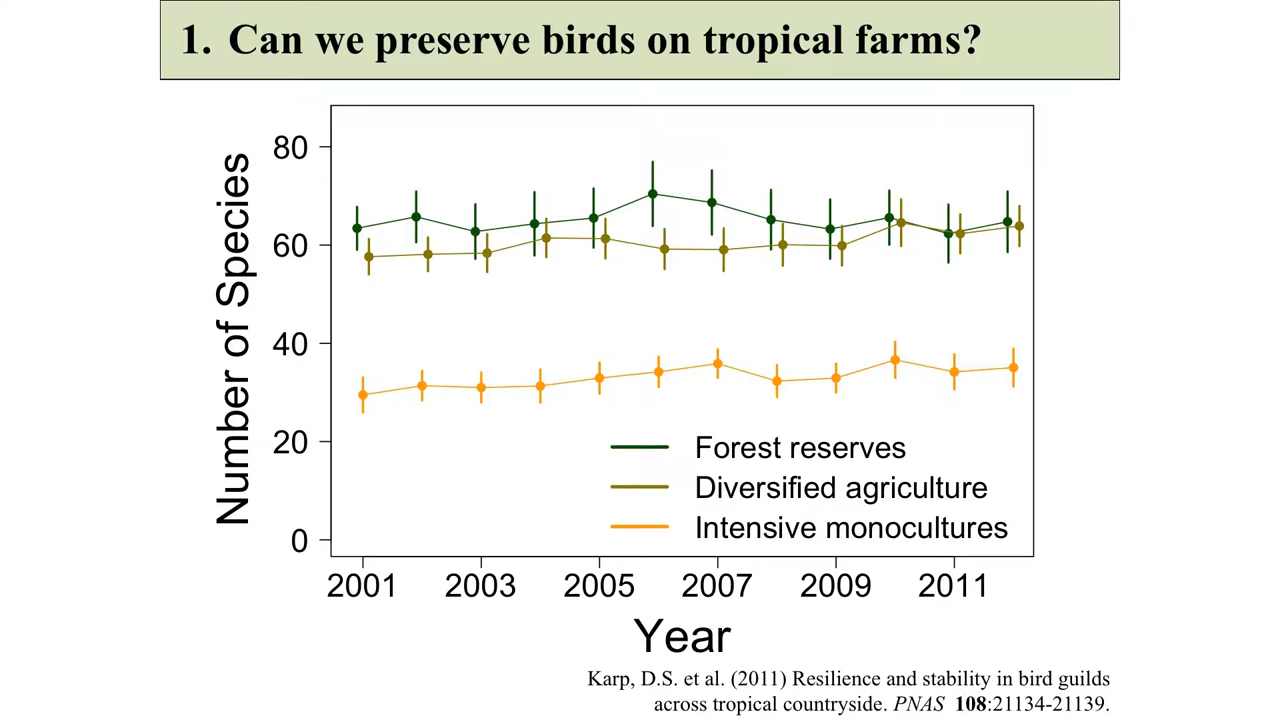 1. Can we preserve birds on tropical farms?
80
60
40
20
0
Number of Species
Forest reserves
Diversified agriculture
Intensive monocultures
2001 2003 2005 2007 2009 2011
Year
Karp, D.S. et al. (2011) Resilience and stability in bird guilds
across tropical countryside. PNAS 108:21134-21139.